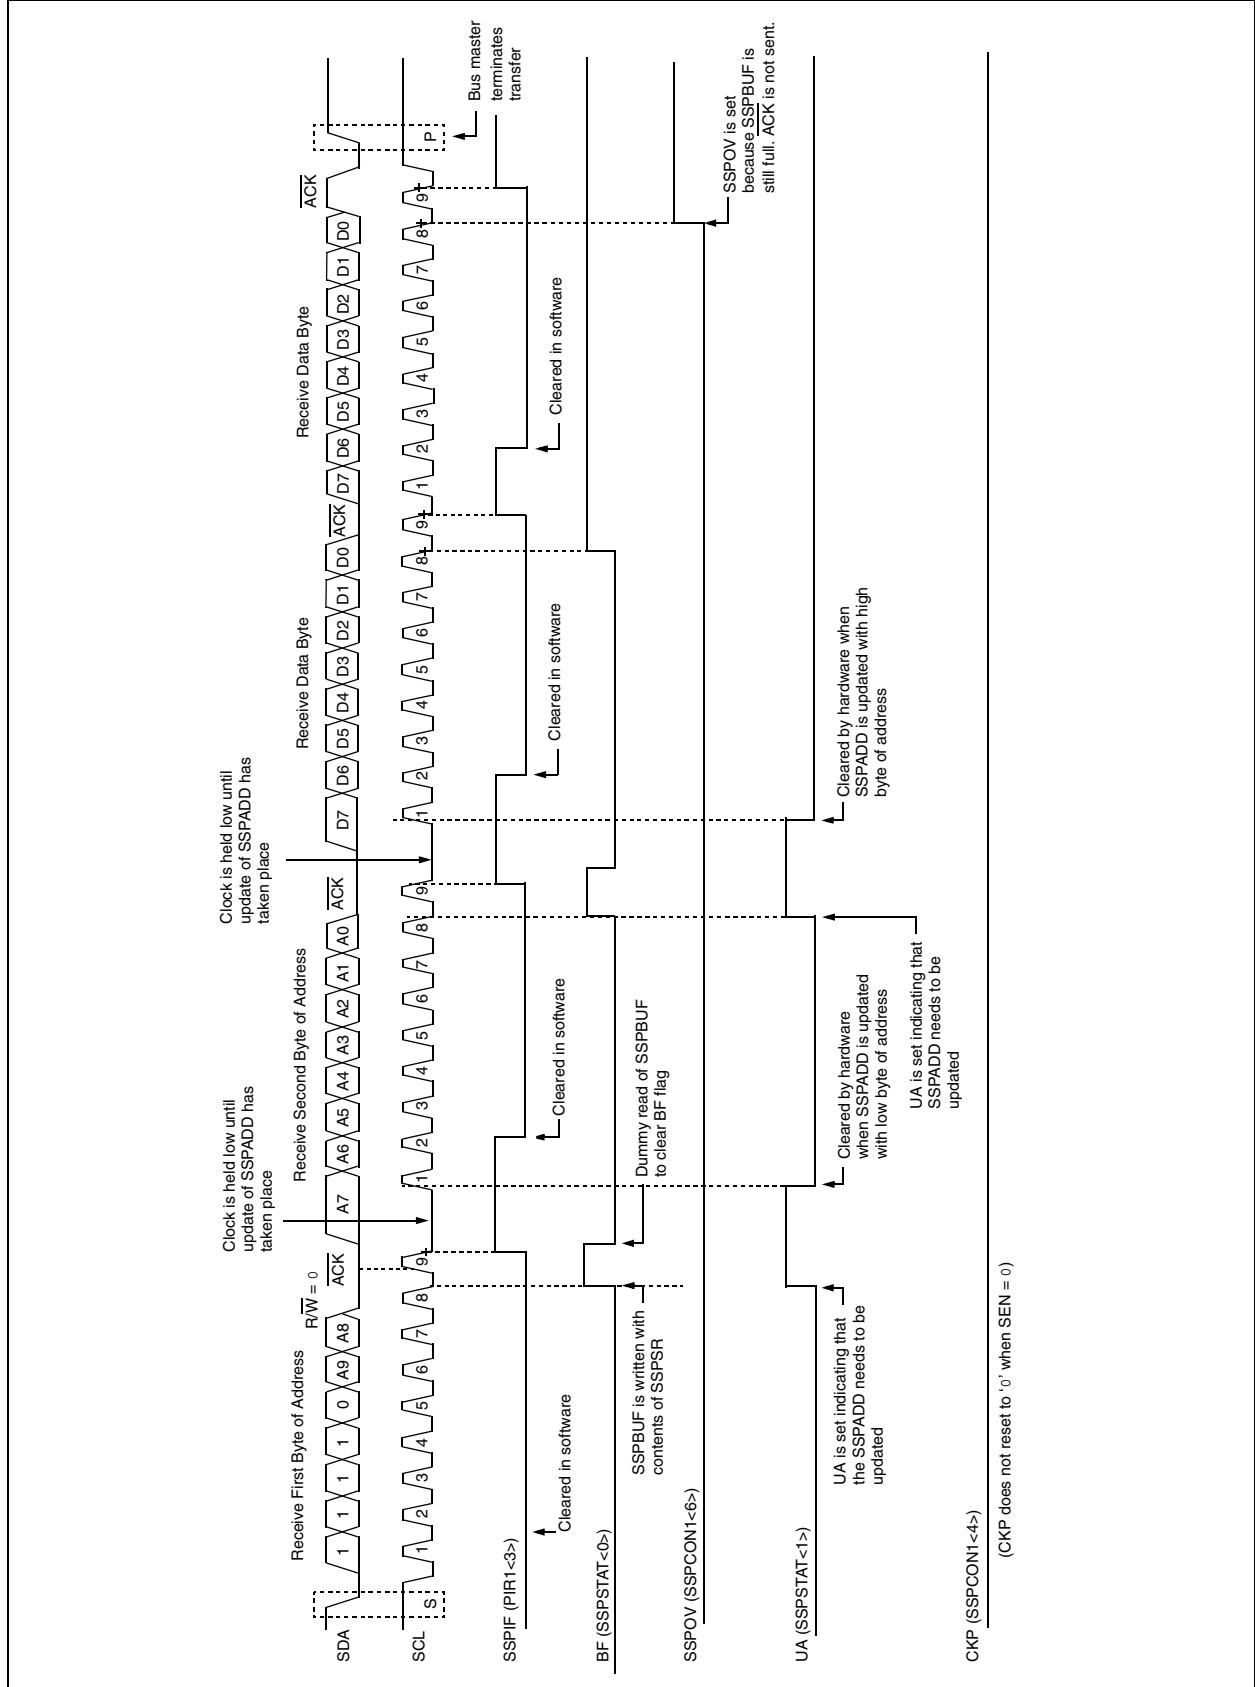 Receive First Byte of Address
R/W = 0
ACK
Clock is held low until
update of SSPADD has
taken place
Receive Second Byte of Address
ACK
Clock is held low until
update of SSPADD has
taken place
Receive Data Byte
ACK
Receive Data Byte
ACK
SDA
1 1 1 1 0 A9 A8 A7 A6 A5 A4 A3 A2 A1 A0 D7 D6 D5 D4 D3 D2 D1 D0 D7 D6 D5 D4 D3 D2 D1 D0
SCL
S 1 2 3 4 5 6 7 8 9 1 2 3 4 5 6 7 8 9 1 2 3 4 5 6 7 8 9 1 2 3 4 5 6 7 8 9 P
Bus master
terminates
transfer
SSPIF (PIR1<3>)
Cleared in software
Cleared in software
Cleared in software
Cleared in software
BF (SSPSTAT<0>)
SSPBUF is written with
contents of SSPSR
Dummy read of SSPBUF
to clear BF flag
SSPOV (SSPCON1<6>)
SSPOV is set
because SSPBUF is
still full. ACK is not sent.
UA (SSPSTAT<1>)
UA is set indicating that
the SSPADD needs to be
updated
Cleared by hardware
when SSPADD is updated
with low byte of address
UA is set indicating that
SSPADD needs to be
updated
Cleared by hardware when
SSPADD is updated with high
byte of address
CKP (SSPCON1<4>)
(CKP does not reset to ‘0’ when SEN = 0)